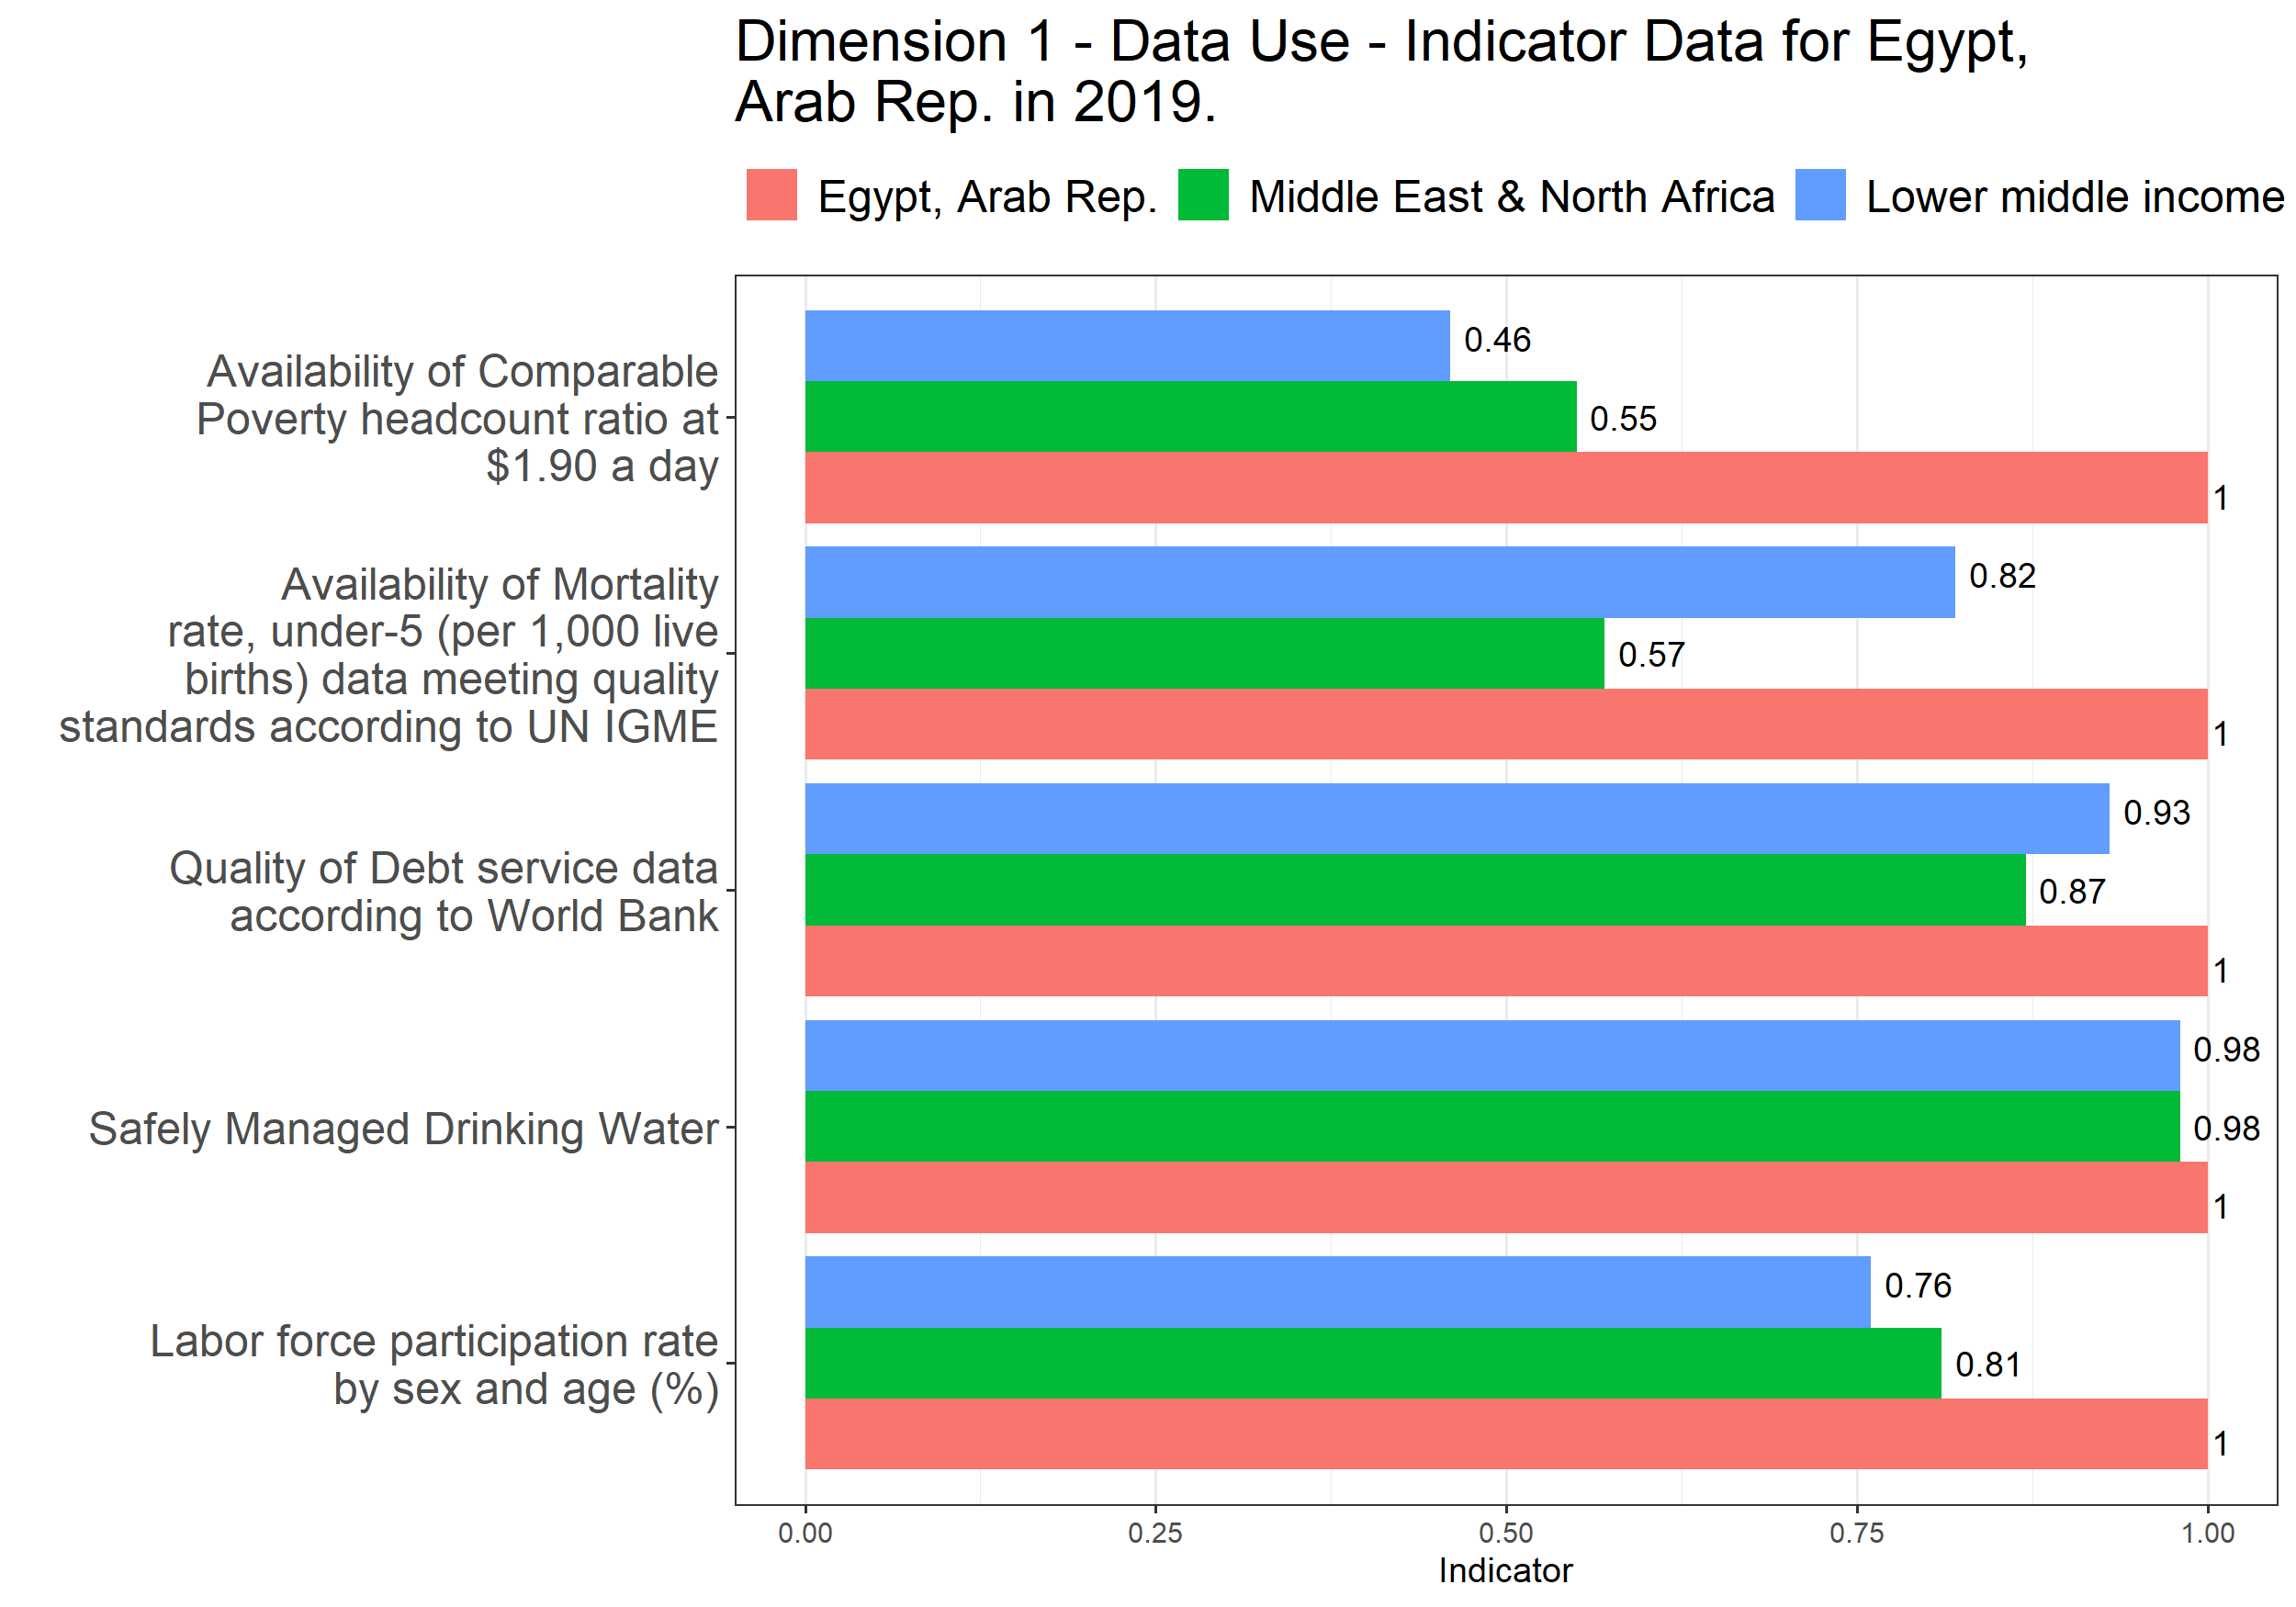 Dimension 1 - Data Use - Indicator Data for Egypt,
Arab Rep. in 2019.
Egypt, Arab Rep.
Middle East & North Africa
Lower middle income
Availability of Comparable
Poverty headcount ratio at
$1.90 a day
0.46
0.55
1
Availability of Mortality
rate, under-5 (per 1,000 live
births) data meeting quality
standards according to UN IGME
0.82
0.57
1
Quality of Debt service data
according to World Bank
0.93
0.87
1
Safely Managed Drinking Water
0.98
0.98
1
Labor force participation rate
by sex and age (%)
0.76
0.81
1
0.00
0.25
0.50
0.75
1.00
Indicator